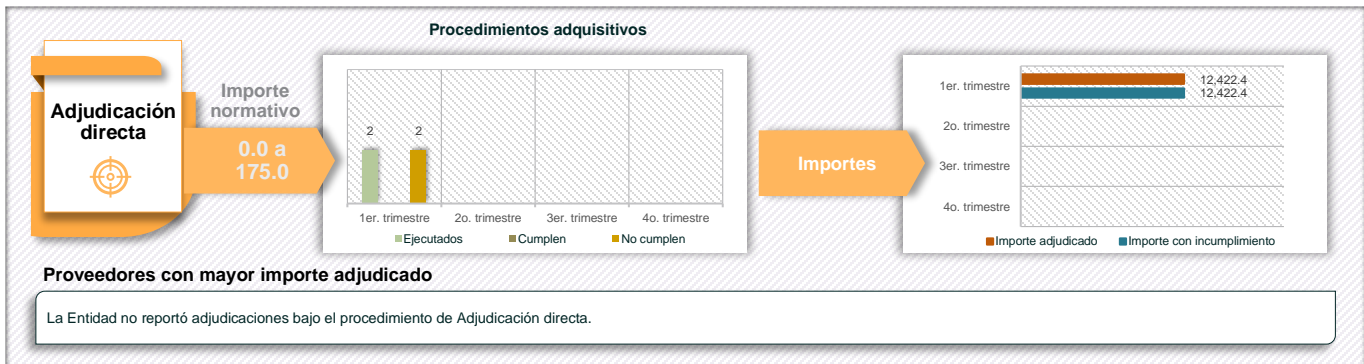 Procedimientos adquisitivos
Adjudicación
directa
Importe
normativo
0.0 a
175.0
2
2
1er. trimestre
2o. trimestre
3er. trimestre
4o. trimestre
Ejecutados
Cumplen
No cumplen
Importes
1er. trimestre
12,422.4
12,422.4
2o. trimestre
3er. trimestre
4o. trimestre
Importe adjudicado
Importe con incumplimiento
Proveedores con mayor importe adjudicado
La Entidad no reportó adjudicaciones bajo el procedimiento de Adjudicación directa.